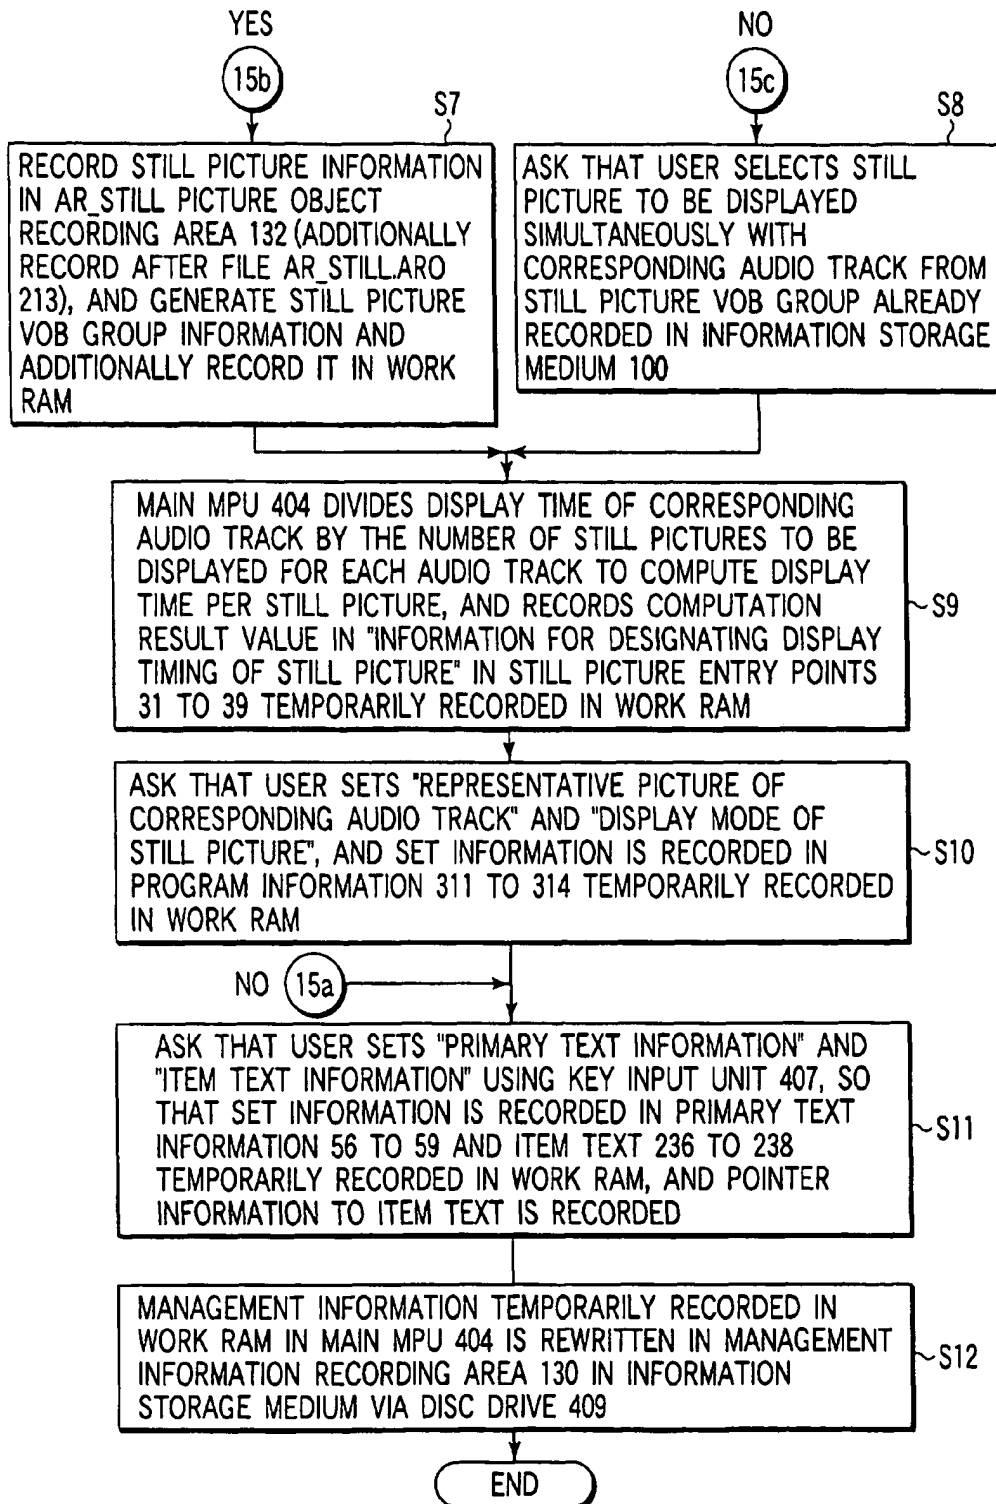 YES
15b
S7
RECORD STILL PICTURE INFORMATION
IN AR_STILL PICTURE OBJECT
RECORDING AREA 132 (ADDITIONALLY
RECORD AFTER FILE AR_STILL.ARO
213), AND GENERATE STILL PICTURE
VOB GROUP INFORMATION AND
ADDITIONALLY RECORD IT IN WORK
RAM
NO
15c
S8
ASK THAT USER SELECTS STILL
PICTURE TO BE DISPLAYED
SIMULTANEOUSLY WITH
CORRESPONDING AUDIO TRACK FROM
STILL PICTURE VOB GROUP ALREADY
RECORDED IN INFORMATION STORAGE
MEDIUM 100
MAIN MPU 404 DIVIDES DISPLAY TIME OF CORRESPONDING
AUDIO TRACK BY THE NUMBER OF STILL PICTURES TO BE
DISPLAYED FOR EACH AUDIO TRACK TO COMPUTE DISPLAY
TIME PER STILL PICTURE, AND RECORDS COMPUTATION
RESULT VALUE IN "INFORMATION FOR DESIGNATING DISPLAY
TIMING OF STILL PICTURE" IN STILL PICTURE ENTRY POINTS
31 TO 39 TEMPORARILY RECORDED IN WORK RAM
S9
ASK THAT USER SETS "REPRESENTATIVE PICTURE OF
CORRESPONDING AUDIO TRACK" AND "DISPLAY MODE OF
STILL PICTURE", AND SET INFORMATION IS RECORDED IN
PROGRAM INFORMATION 311 TO 314 TEMPORARILY RECORDED
IN WORK RAM
S10
NO 15a
ASK THAT USER SETS "PRIMARY TEXT INFORMATION" AND
"ITEM TEXT INFORMATION" USING KEY INPUT UNIT 407, SO
THAT SET INFORMATION IS RECORDED IN PRIMARY TEXT
INFORMATION 56 TO 59 AND ITEM TEXT 236 TO 238
TEMPORARILY RECORDED IN WORK RAM, AND POINTER
INFORMATION TO ITEM TEXT IS RECORDED
S11
MANAGEMENT INFORMATION TEMPORARILY RECORDED IN
WORK RAM IN MAIN MPU 404 IS REWRITTEN IN MANAGEMENT
INFORMATION RECORDING AREA 130 IN INFORMATION
STORAGE MEDIUM VIA DISC DRIVE 409
S12
END